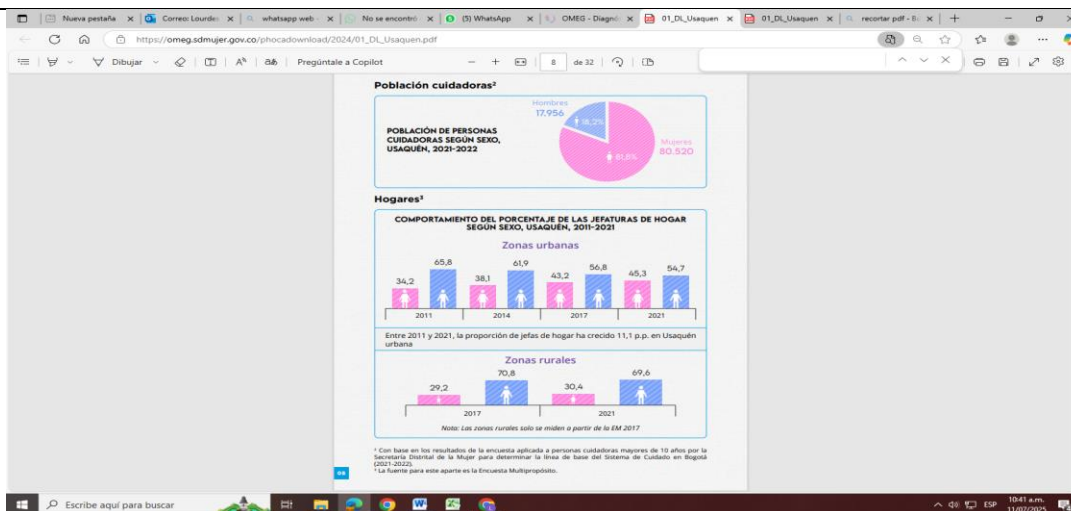 Nueva pestaña
Correo: Lourdes
whatsapp web -
No se encontró
(5) WhatsApp
OMEG - Diagnó
01_DL_Usaquen
01_DL_Usaquen
recortar pdf - B
https://omeg.sdmujer.gov.co/phocadownload/2024/01_DL_Usaquen.pdf
Dibujar
Pregúntale a Copilot
8 de 32
Población cuidadoras²
POBLACIÓN DE PERSONAS
CUIDADORAS SEGÚN SEXO,
USAQUÉN, 2021-2022
Hombres
17.956
18,2%
Mujeres
80.520
81,8%
Hogares³
COMPORTAMIENTO DEL PORCENTAJE DE LAS JEFATURAS DE HOGAR
SEGÚN SEXO, USAQUÉN, 2011-2021
Zonas urbanas
34,2 65,8 38,1 61,9 43,2 56,8 45,3 54,7
2011 2014 2017 2021
Entre 2011 y 2021, la proporción de jefas de hogar ha crecido 11,1 p.p. en Usaquén
urbana
Zonas rurales
29,2 70,8 30,4 69,6
2017 2021
Nota: Las zonas rurales solo se miden a partir de la EM 2017
² Con base en los resultados de la encuesta aplicada a personas cuidadoras mayores de 10 años por la
Secretaría Distrital de la Mujer para determinar la línea de base del Sistema de Cuidado en Bogotá
(2021-2022).
³ La fuente para este aparte es la Encuesta Multipropósito.
08
Escribe aquí para buscar
ESP
10:41 a.m.
11/07/2025